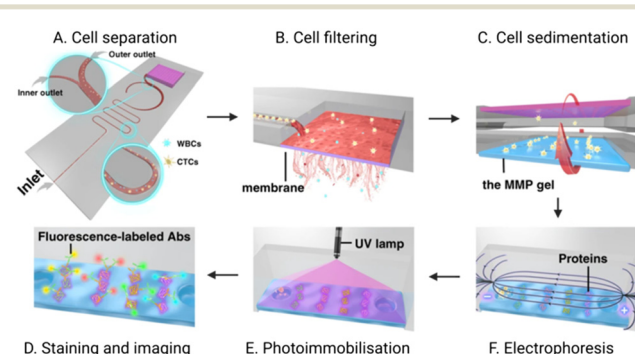 A. Cell separation
B. Cell filtering
C. Cell sedimentation
Outer outlet
Inner outlet
WBCs
CTCs
Inlet
membrane
the MMP gel
Fluorescence-labeled Abs
UV lamp
Proteins
D. Staining and imaging
E. Photoimmobilisation
F. Electrophoresis